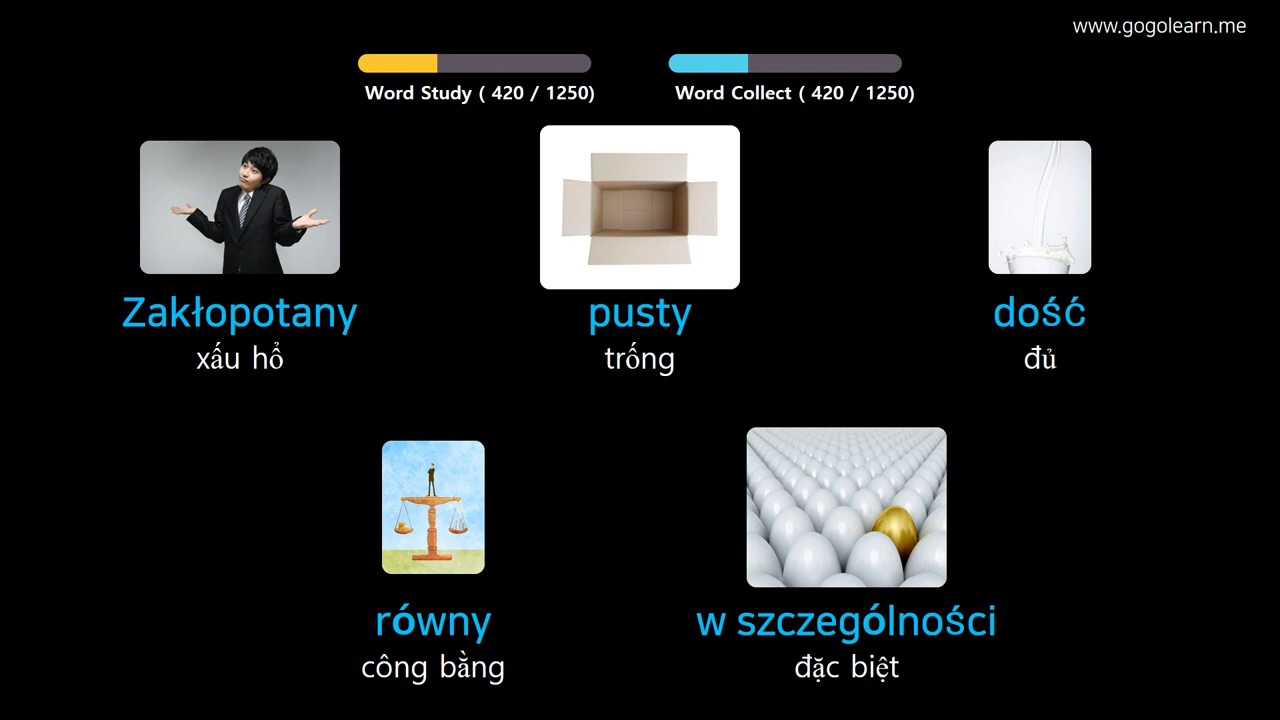 www.gogolearn.me
Word Study ( 420 / 1250)
Word Collect ( 420 / 1250)
Zakłopotany
xấu hổ
pusty
trống
dość
đủ
równy
công bằng
w szczególności
đặc biệt